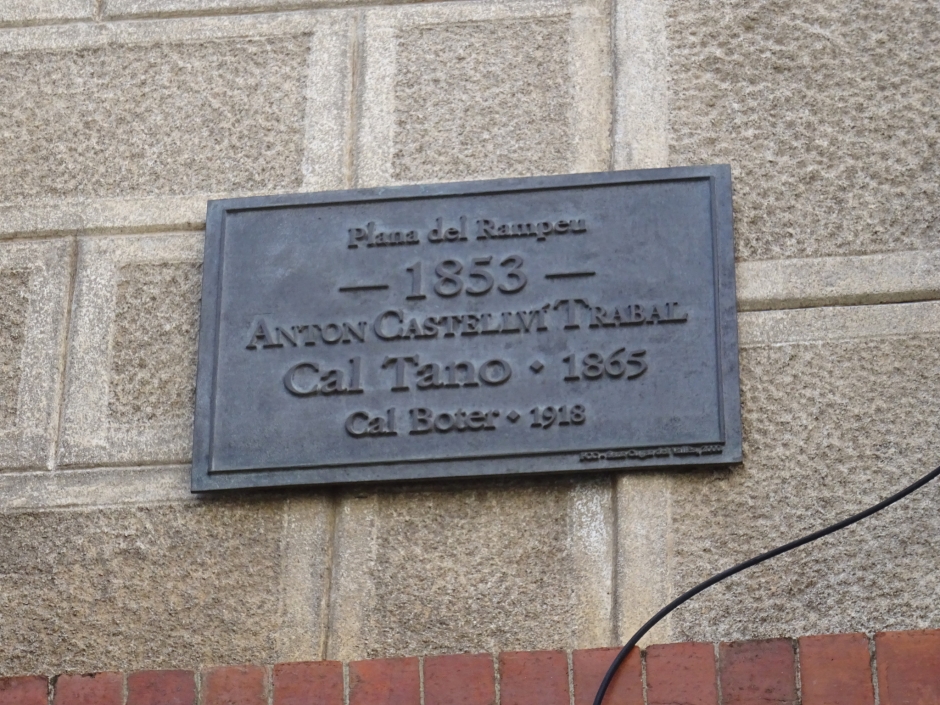 Plana del Rampeu
— 1853 —
ANTON CASTELLVÍ TRABAL
Cal Tano • 1865
Cal Boter • 1918